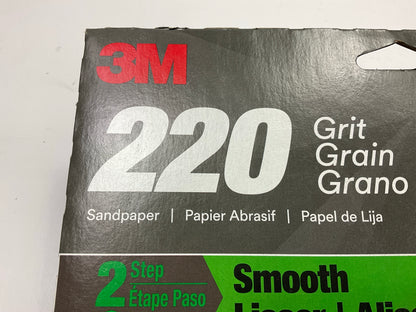 3M
220
Grit
Grain
Grano
Sandpaper | Papier Abrasif | Papel de Lija
2 Step
Étape Paso
Smooth